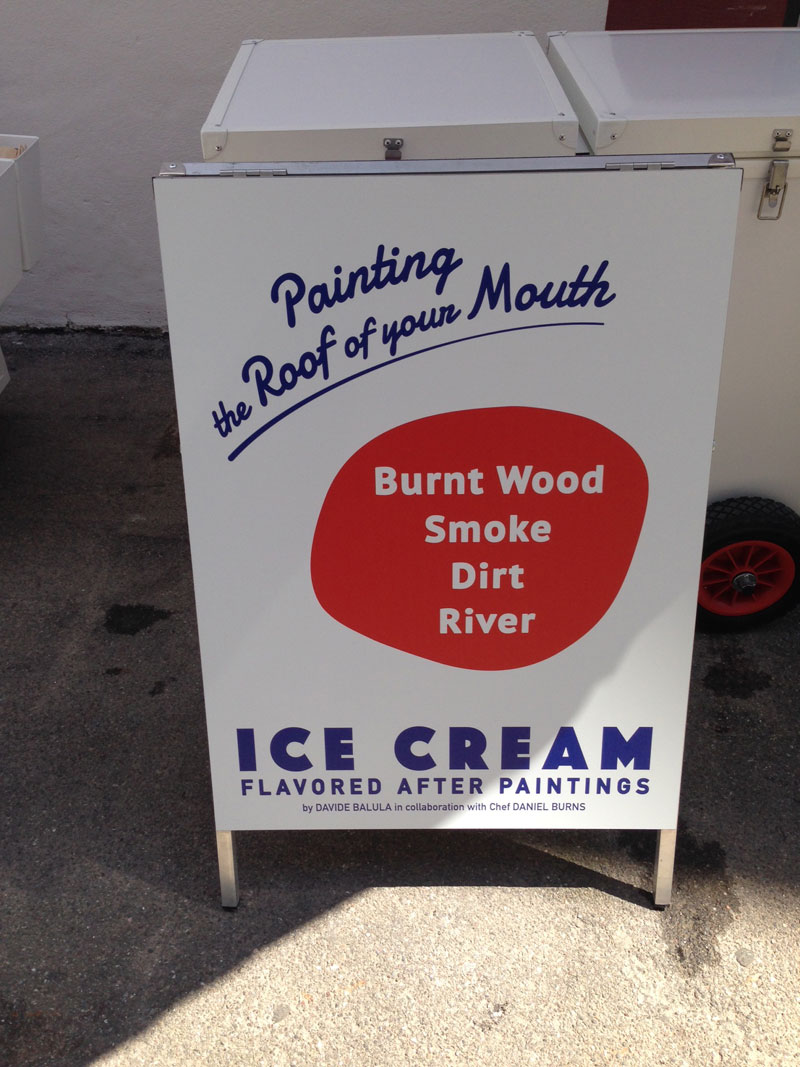 Painting
the Roof of your Mouth
Burnt Wood
Smoke
Dirt
River
ICE CREAM
FLAVORED AFTER PAINTINGS
by DAVIDE BALULA in collaboration with Chef DANIEL BURNS